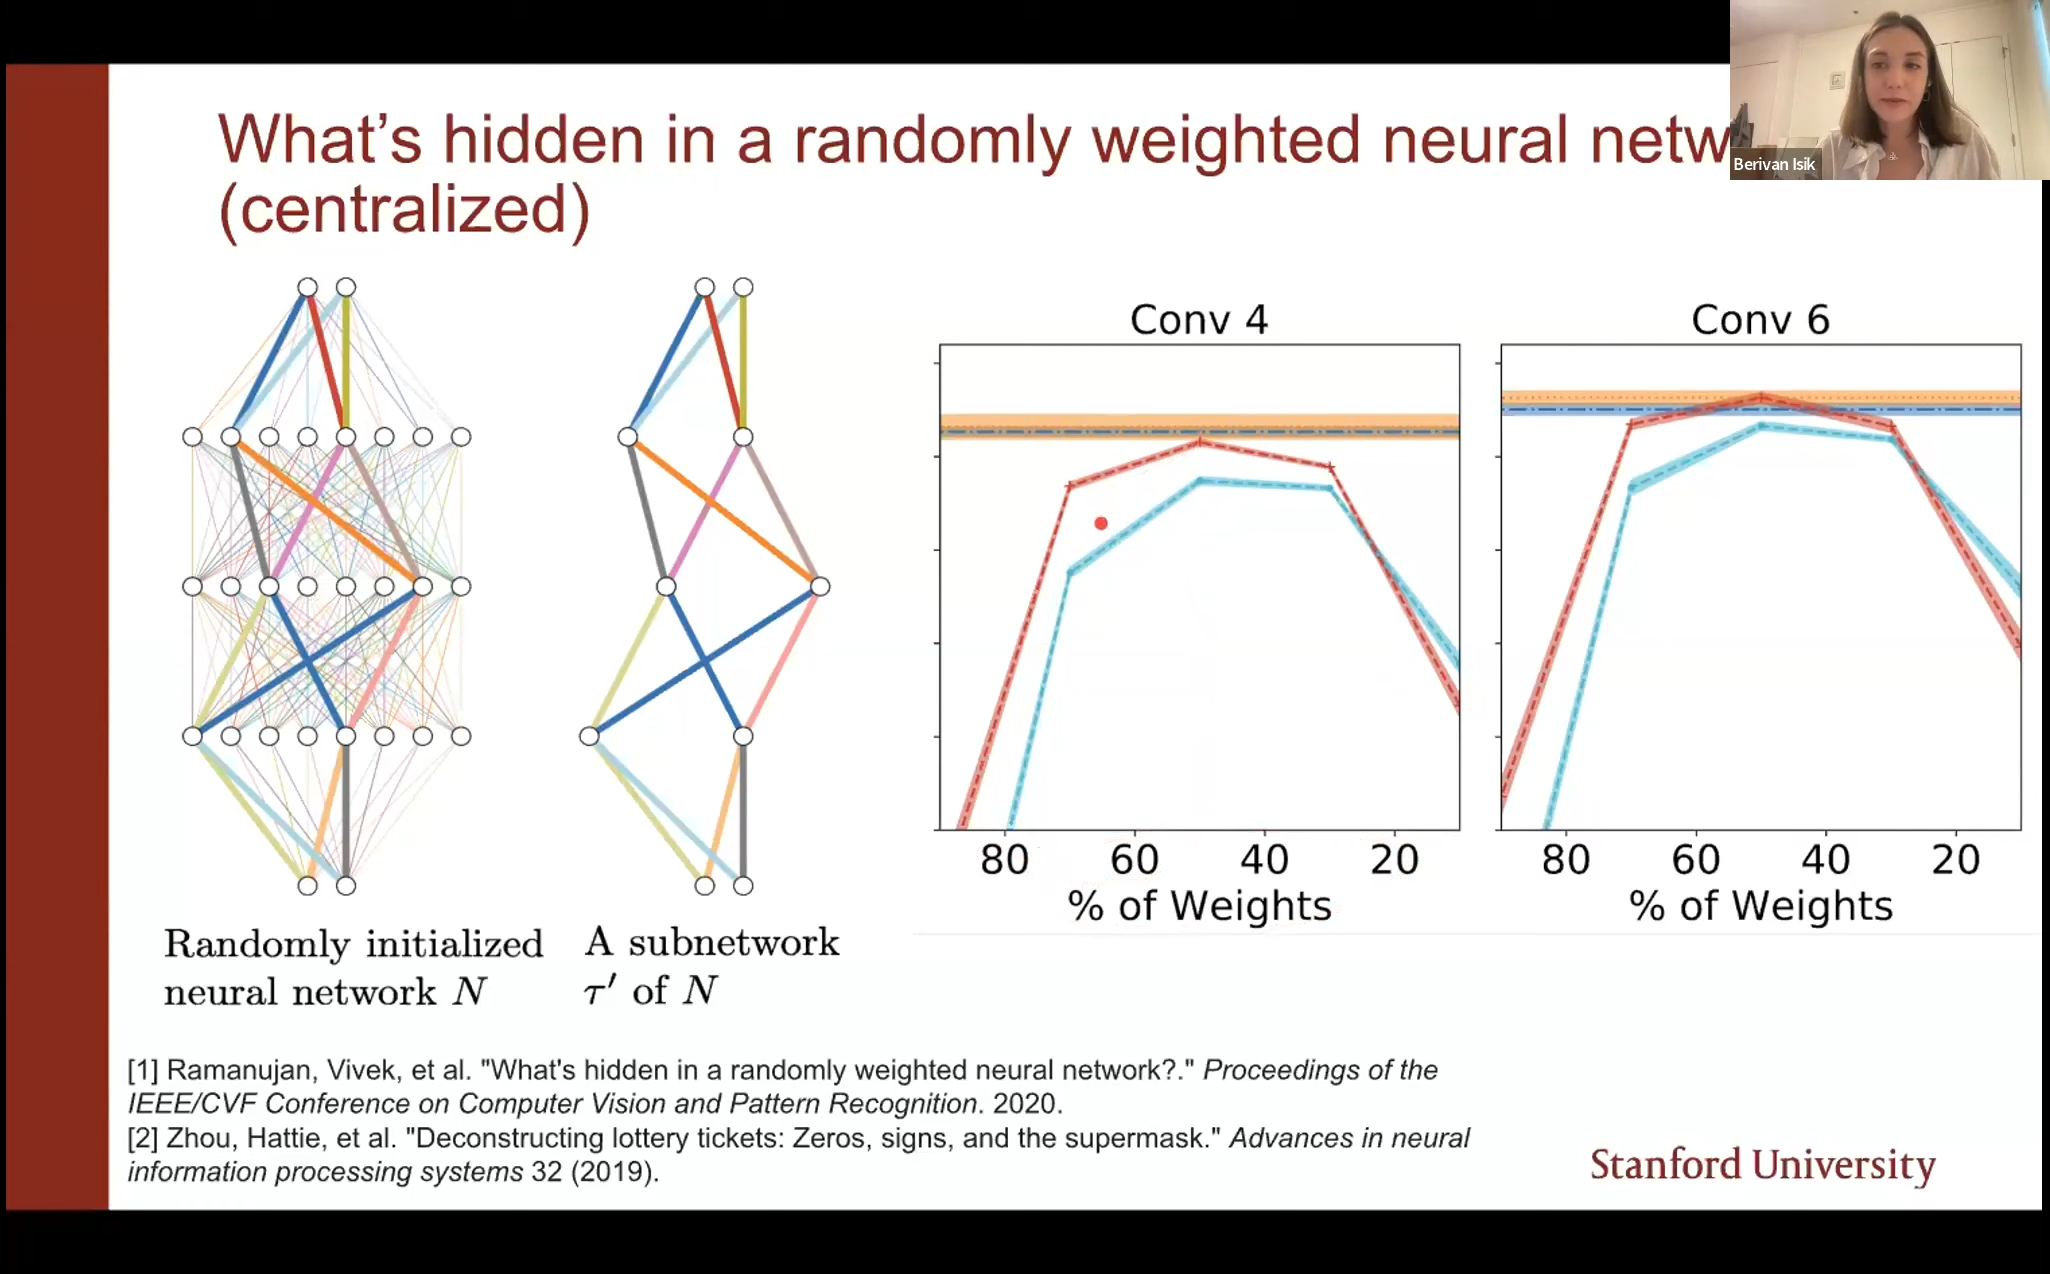 What's hidden in a randomly weighted neural netw
(centralized)
Berivan Isik
Conv 4
Conv 6
80 60 40 20
% of Weights
80 60 40 20
% of Weights
Randomly initialized
neural network N
A subnetwork
τ′ of N
[1] Ramanujan, Vivek, et al. "What's hidden in a randomly weighted neural network?." Proceedings of the
IEEE/CVF Conference on Computer Vision and Pattern Recognition. 2020.
[2] Zhou, Hattie, et al. "Deconstructing lottery tickets: Zeros, signs, and the supermask." Advances in neural
information processing systems 32 (2019).
Stanford University